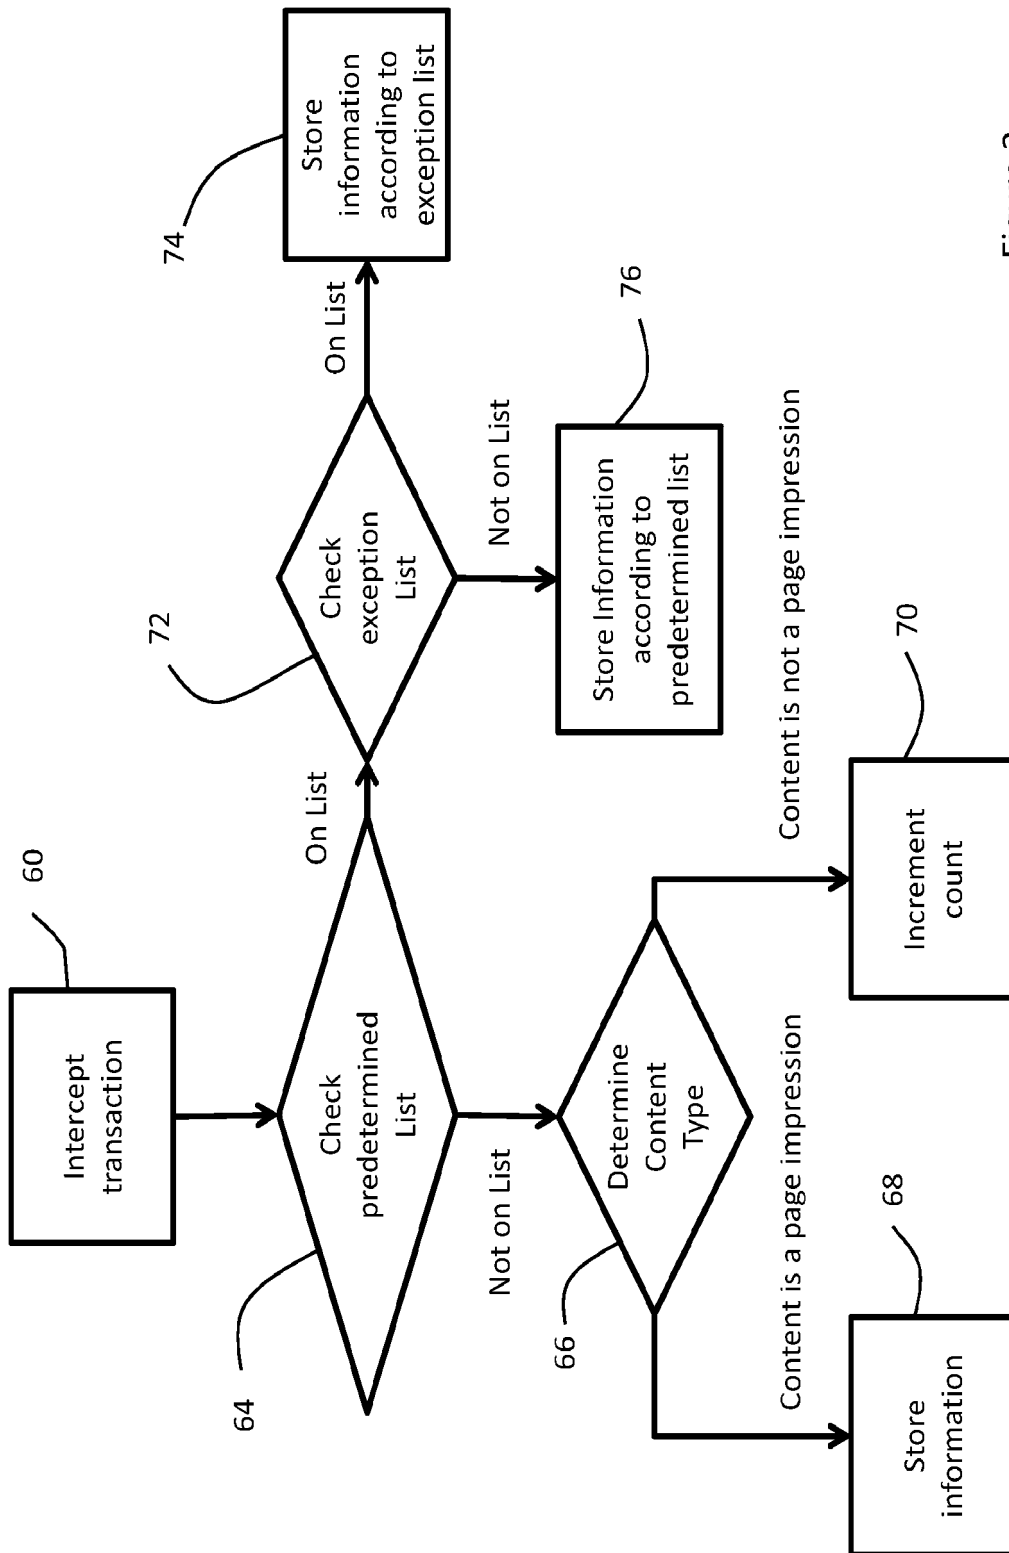 60
Intercept
transaction
64
Check
predetermined
List
On List
72
Check
exception
List
On List
74
Store
information
according to
exception list
Not on List
76
Store Information
according to
predetermined list
Not on List
66
Determine
Content
Type
Content is a page impression
68
Store
information
Content is not a page impression
70
Increment
count
Figure